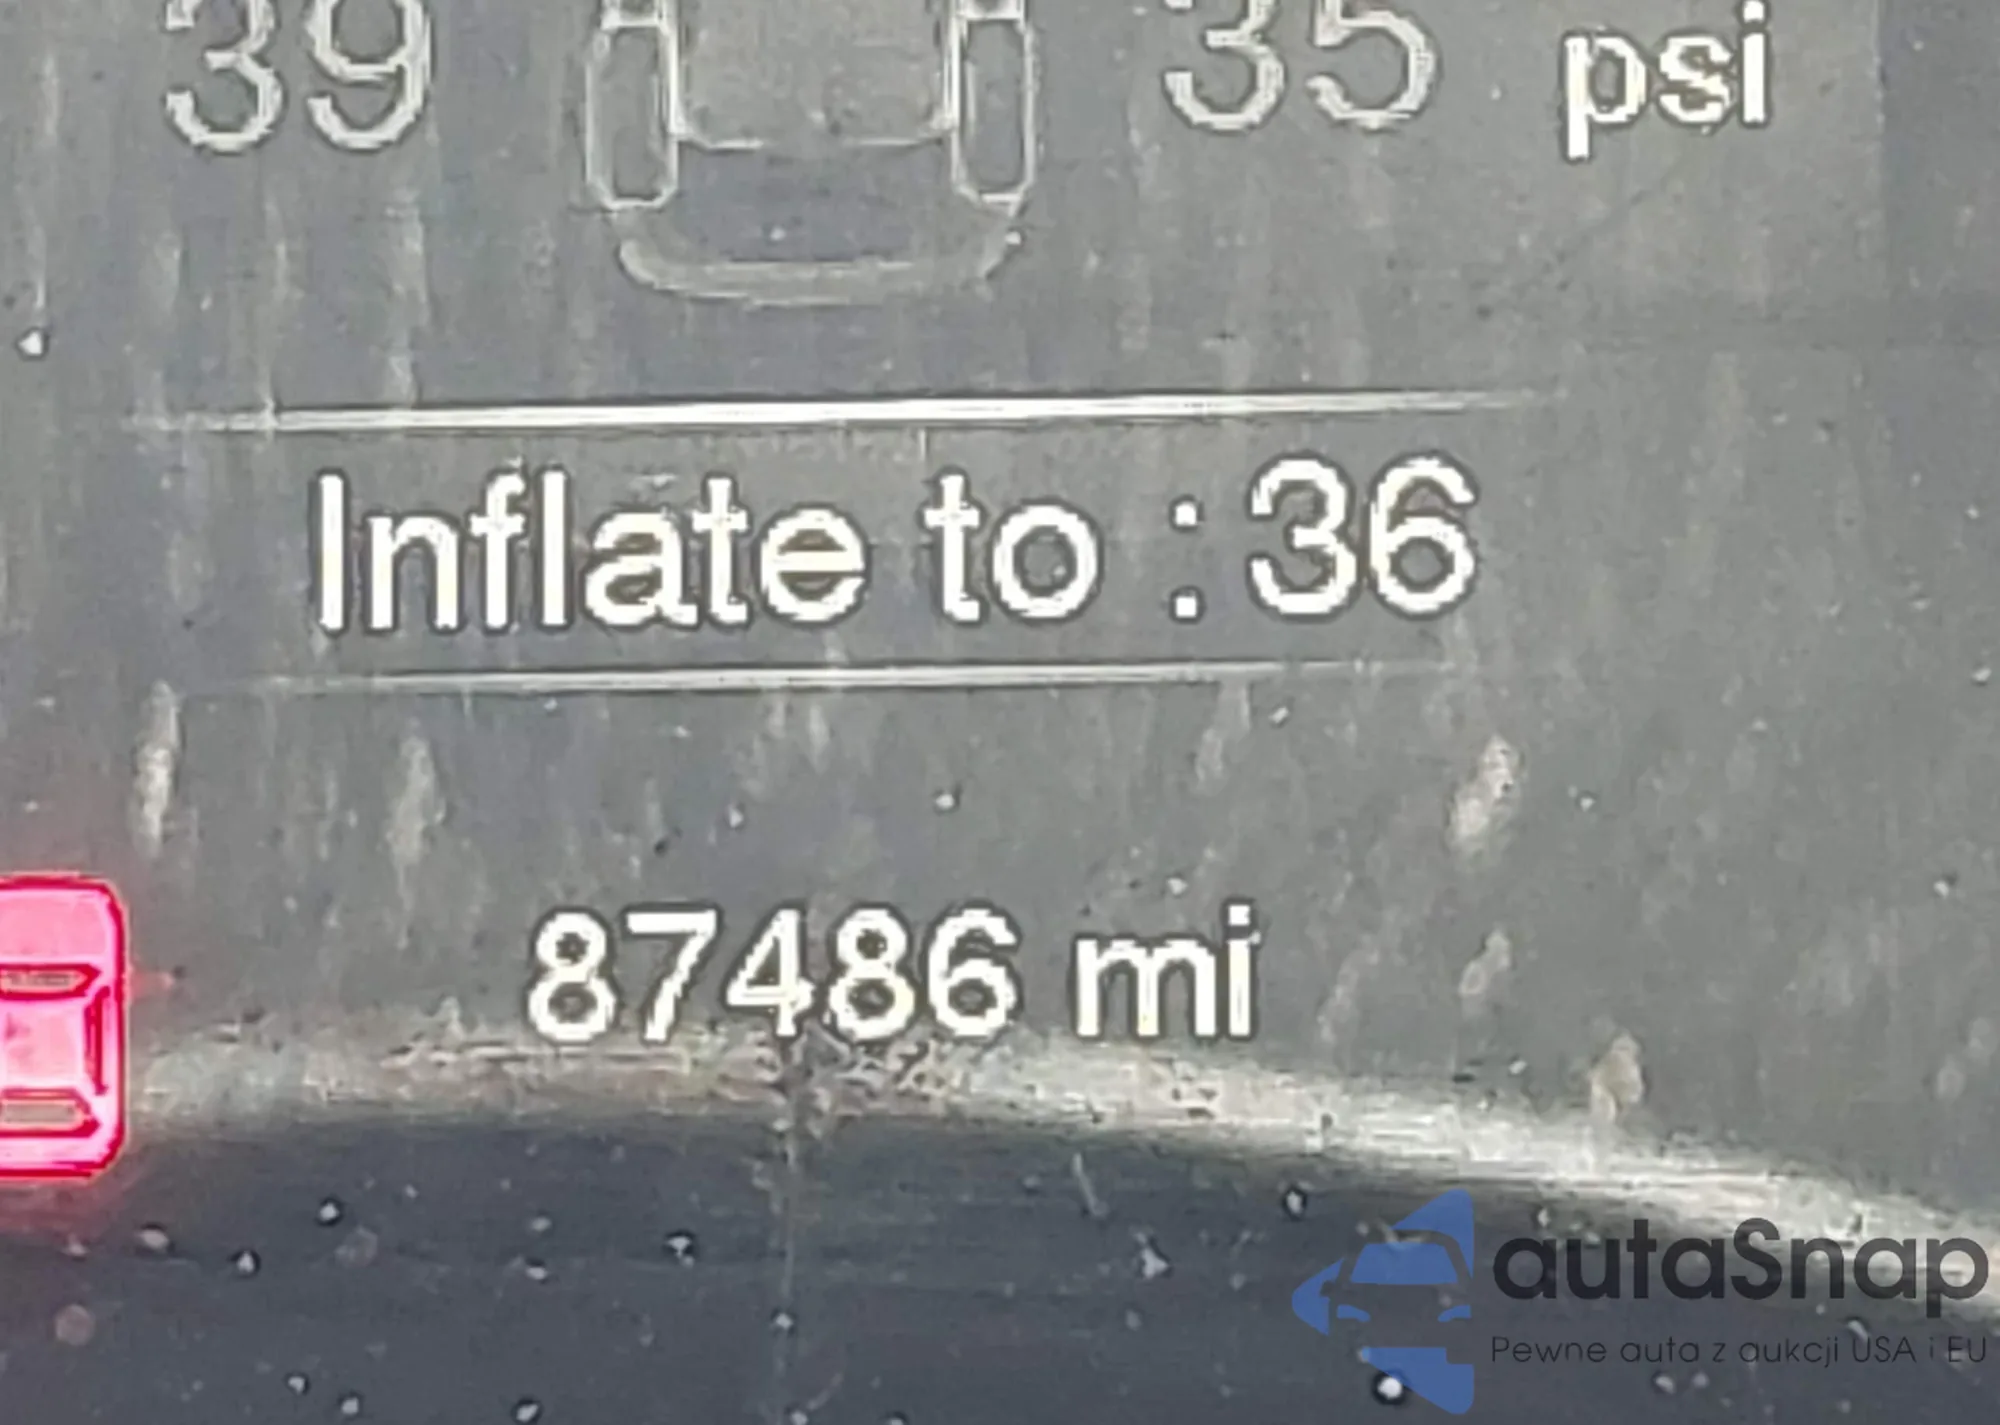 39 35 psi
Inflate to : 36
87486 mi
autaSnap
Pewne auta z aukcji USA i EU